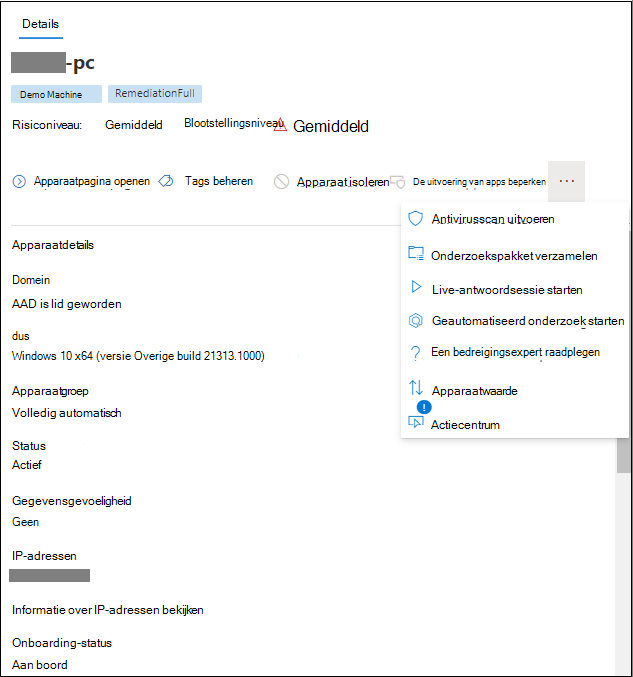 Details
-pc
Demo Machine RemediationFull
Risiconiveau: Gemiddeld Blootstellingsniveau Gemiddeld
Apparaatpagina openen Tags beheren Apparaat isoleren De uitvoering van apps beperken ...
Antivirusscan uitvoeren
Onderzoekspakket verzamelen
Live-antwoordsessie starten
Geautomatiseerd onderzoek starten
Een bedreigingsexpert raadplegen
Apparaatwaarde
Actiecentrum
Apparaatdetails
Domein
AAD is lid geworden
dus
Windows 10 x64 (versie Overige build 21313.1000)
Apparaatgroep
Volledig automatisch
Status
Actief
Gegevensgevoeligheid
Geen
IP-adressen
Informatie over IP-adressen bekijken
Onboarding-status
Aan boord